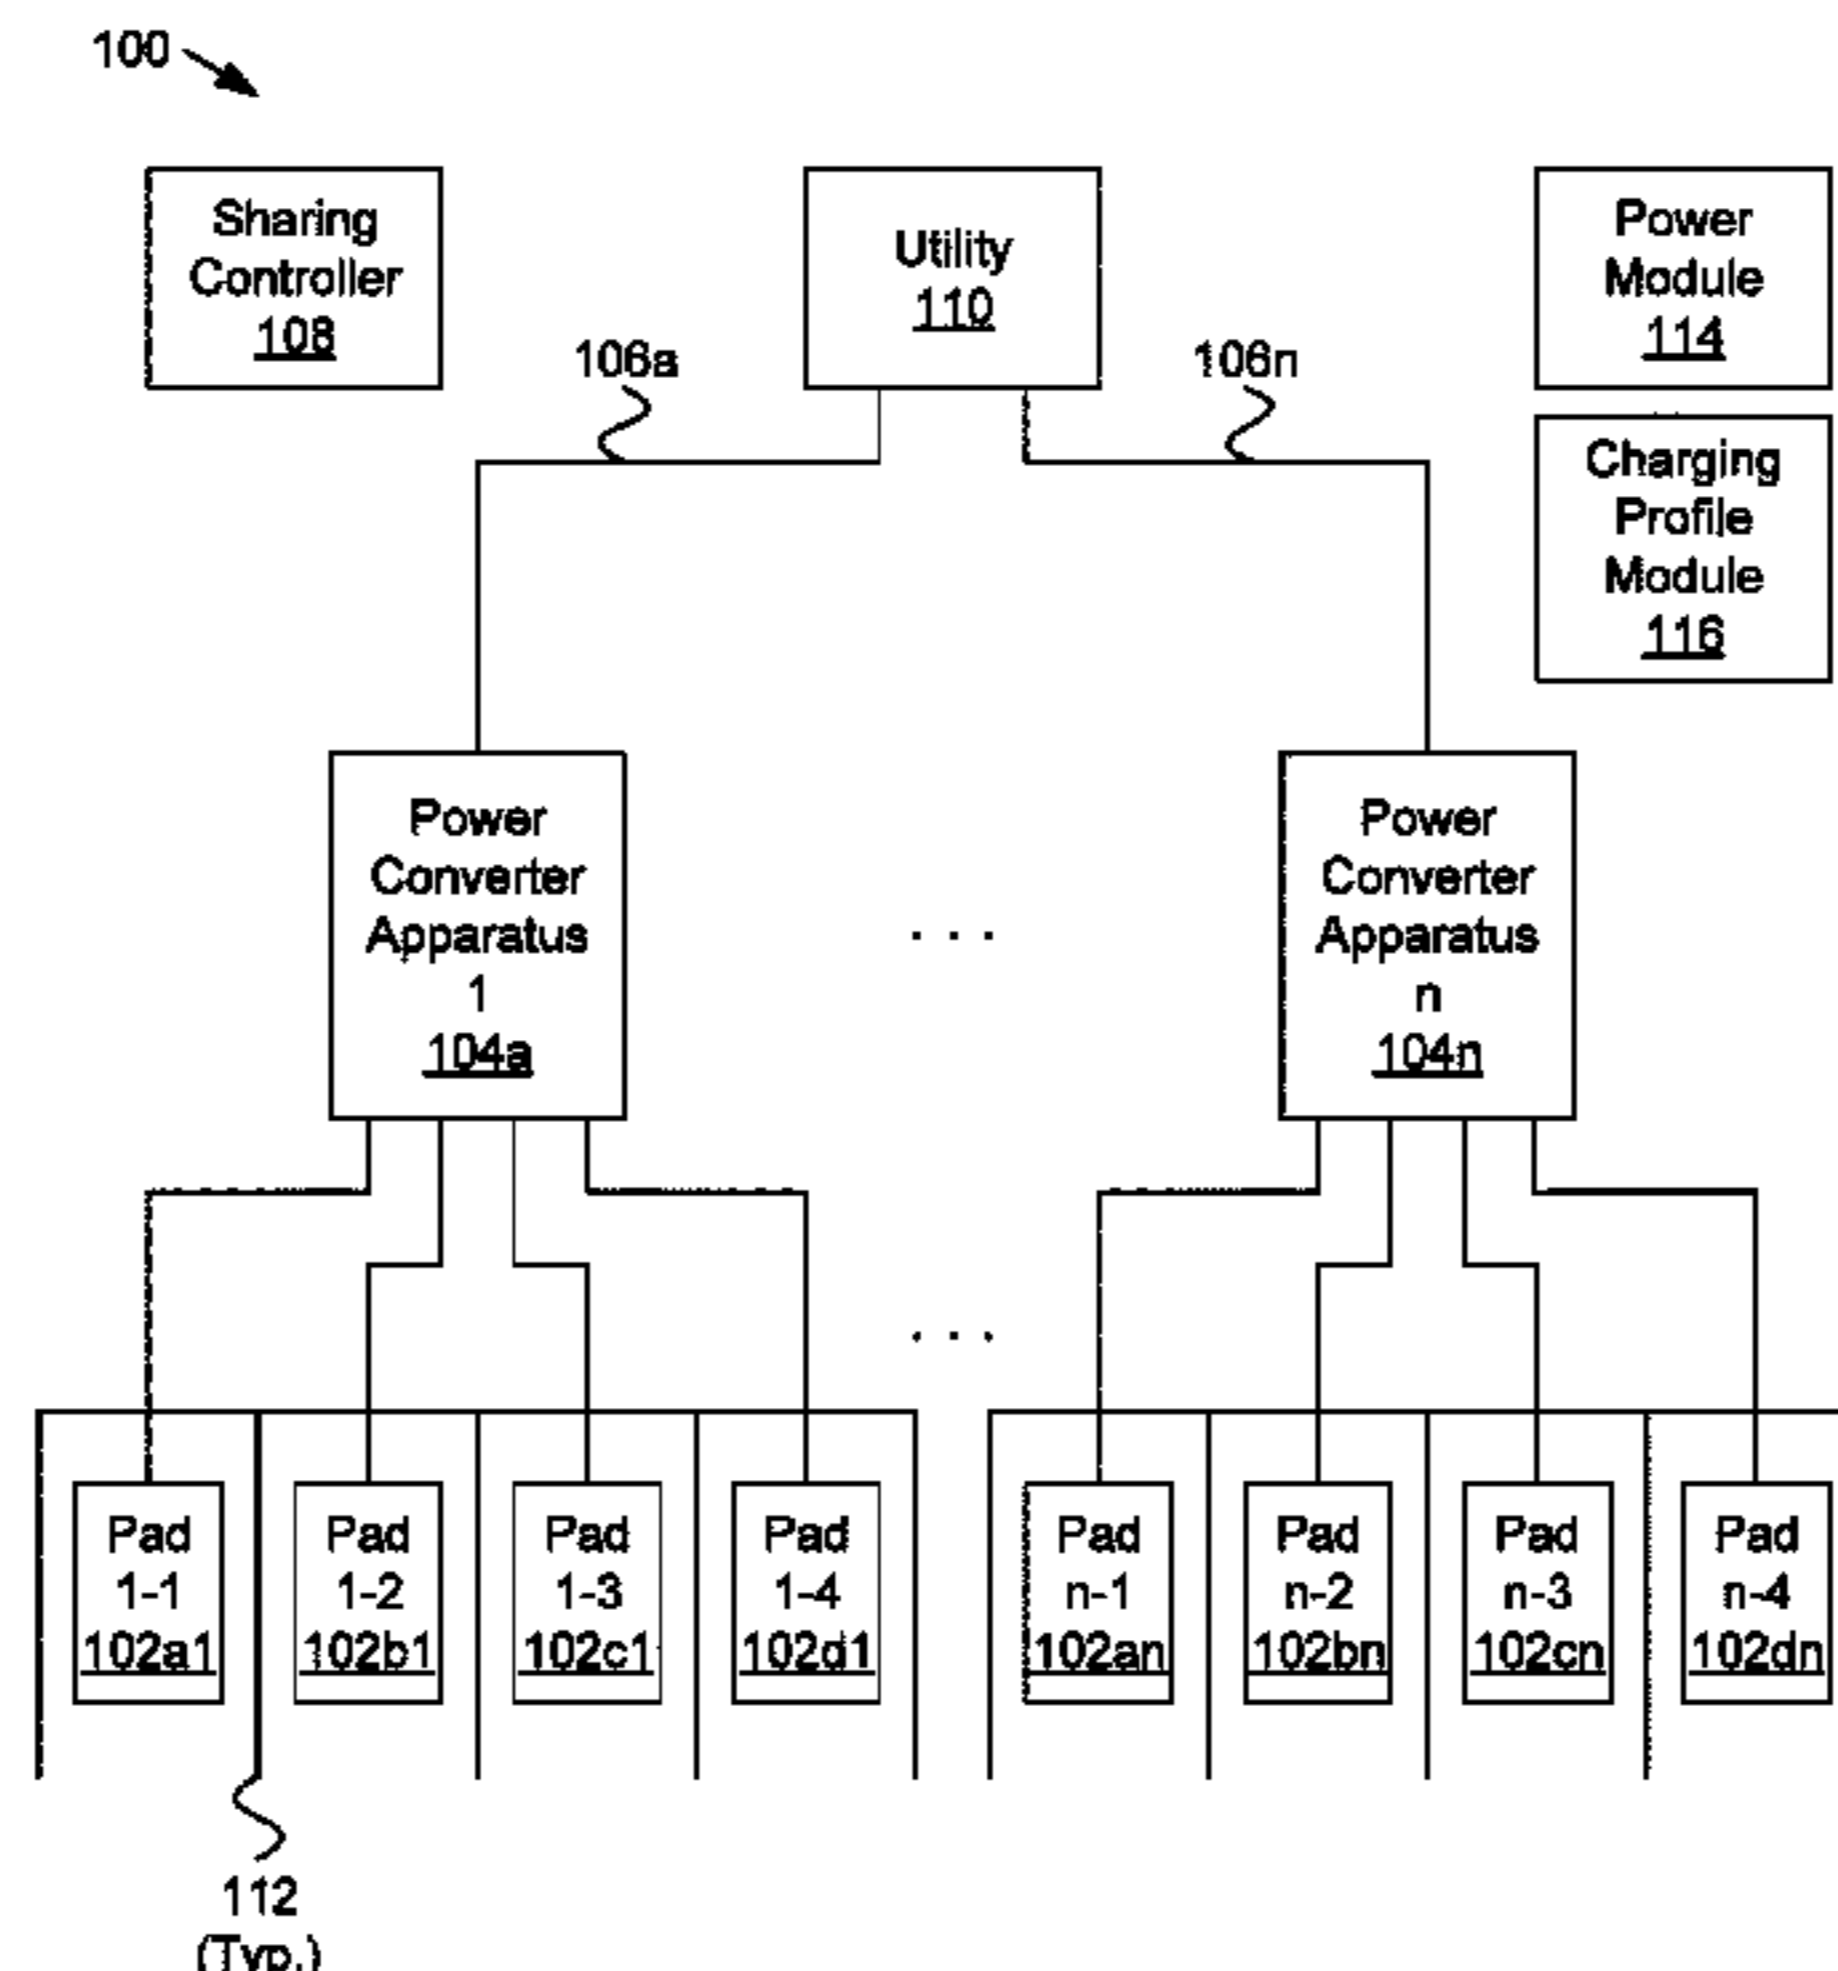 100
Sharing
Controller
108
Utility
110
Power
Module
114
106a
106n
Charging
Profile
Module
116
Power
Converter
Apparatus
1
104a
. . .
Power
Converter
Apparatus
n
104n
. . .
Pad
1-1
102a1
Pad
1-2
102b1
Pad
1-3
102c1
Pad
1-4
102d1
Pad
n-1
102an
Pad
n-2
102bn
Pad
n-3
102cn
Pad
n-4
102dn
112
(Typ.)